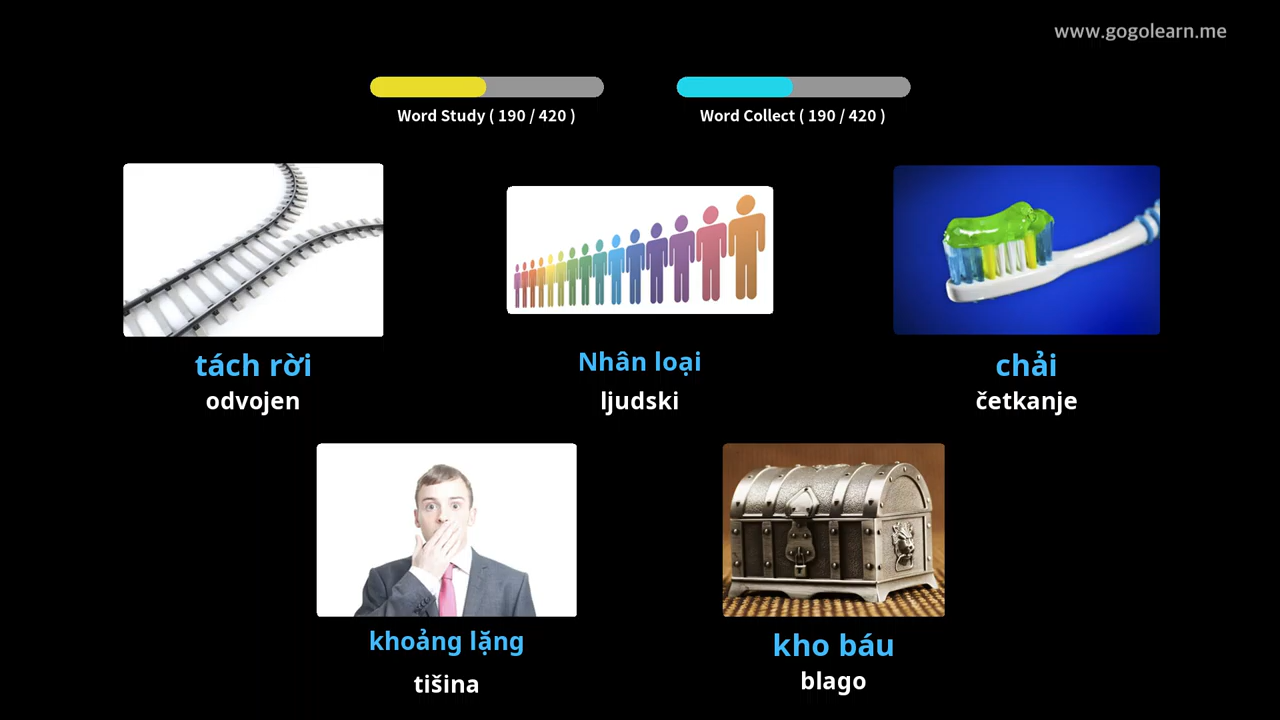 www.gogolearn.me
Word Study ( 190 / 420 )
Word Collect ( 190 / 420 )
tách rời
odvojen
Nhân loại
ljudski
chải
četkanje
khoảng lặng
tišina
kho báu
blago